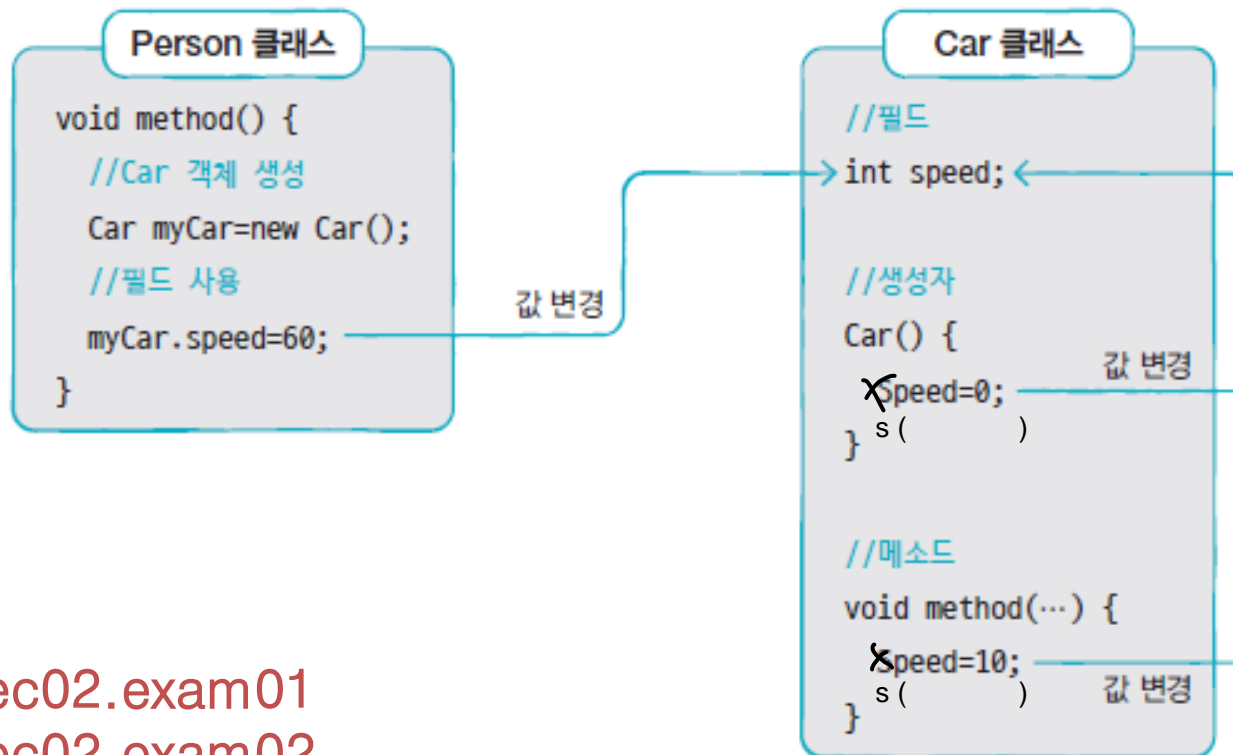 Person 클래스
void method() {
//Car 객체 생성
Car myCar=new Car();
//필드 사용
myCar.speed=60;
}
값 변경
Car 클래스
//필드
int speed;
//생성자
Car() {
Speed=0;
값 변경
s ( )
}
//메소드
void method(…) {
Speed=10;
s ( )
값 변경
}
ec02.exam01
ec02.exam02